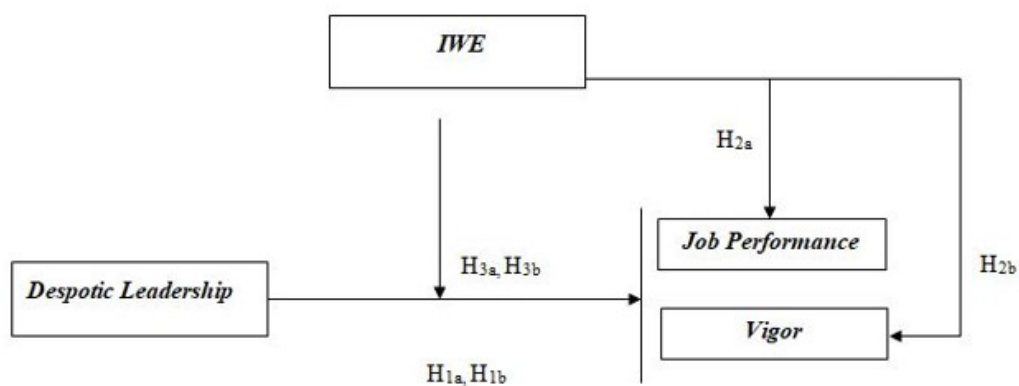 IWE
H2a
Job Performance
H3a, H3b
H2b
Despotic Leadership
Vigor
H1a, H1b